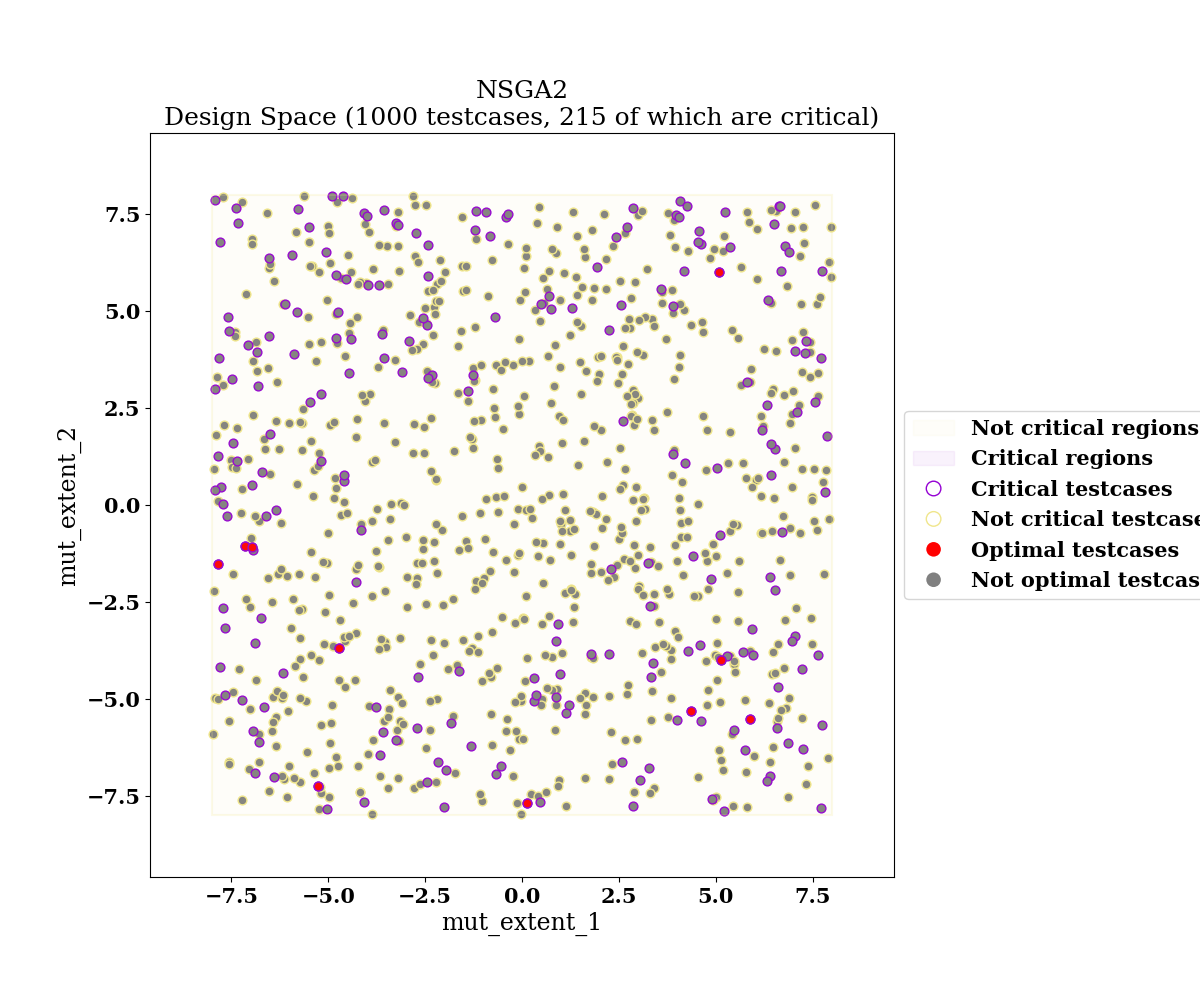 NSGA2
Design Space (1000 testcases, 215 of which are critical)
7.5
5.0
2.5
0.0
−2.5
−5.0
−7.5
mut_extent_2
−7.5 −5.0 −2.5 0.0 2.5 5.0 7.5
mut_extent_1
Not critical regions
Critical regions
Critical testcases
Not critical testcase
Optimal testcases
Not optimal testcas